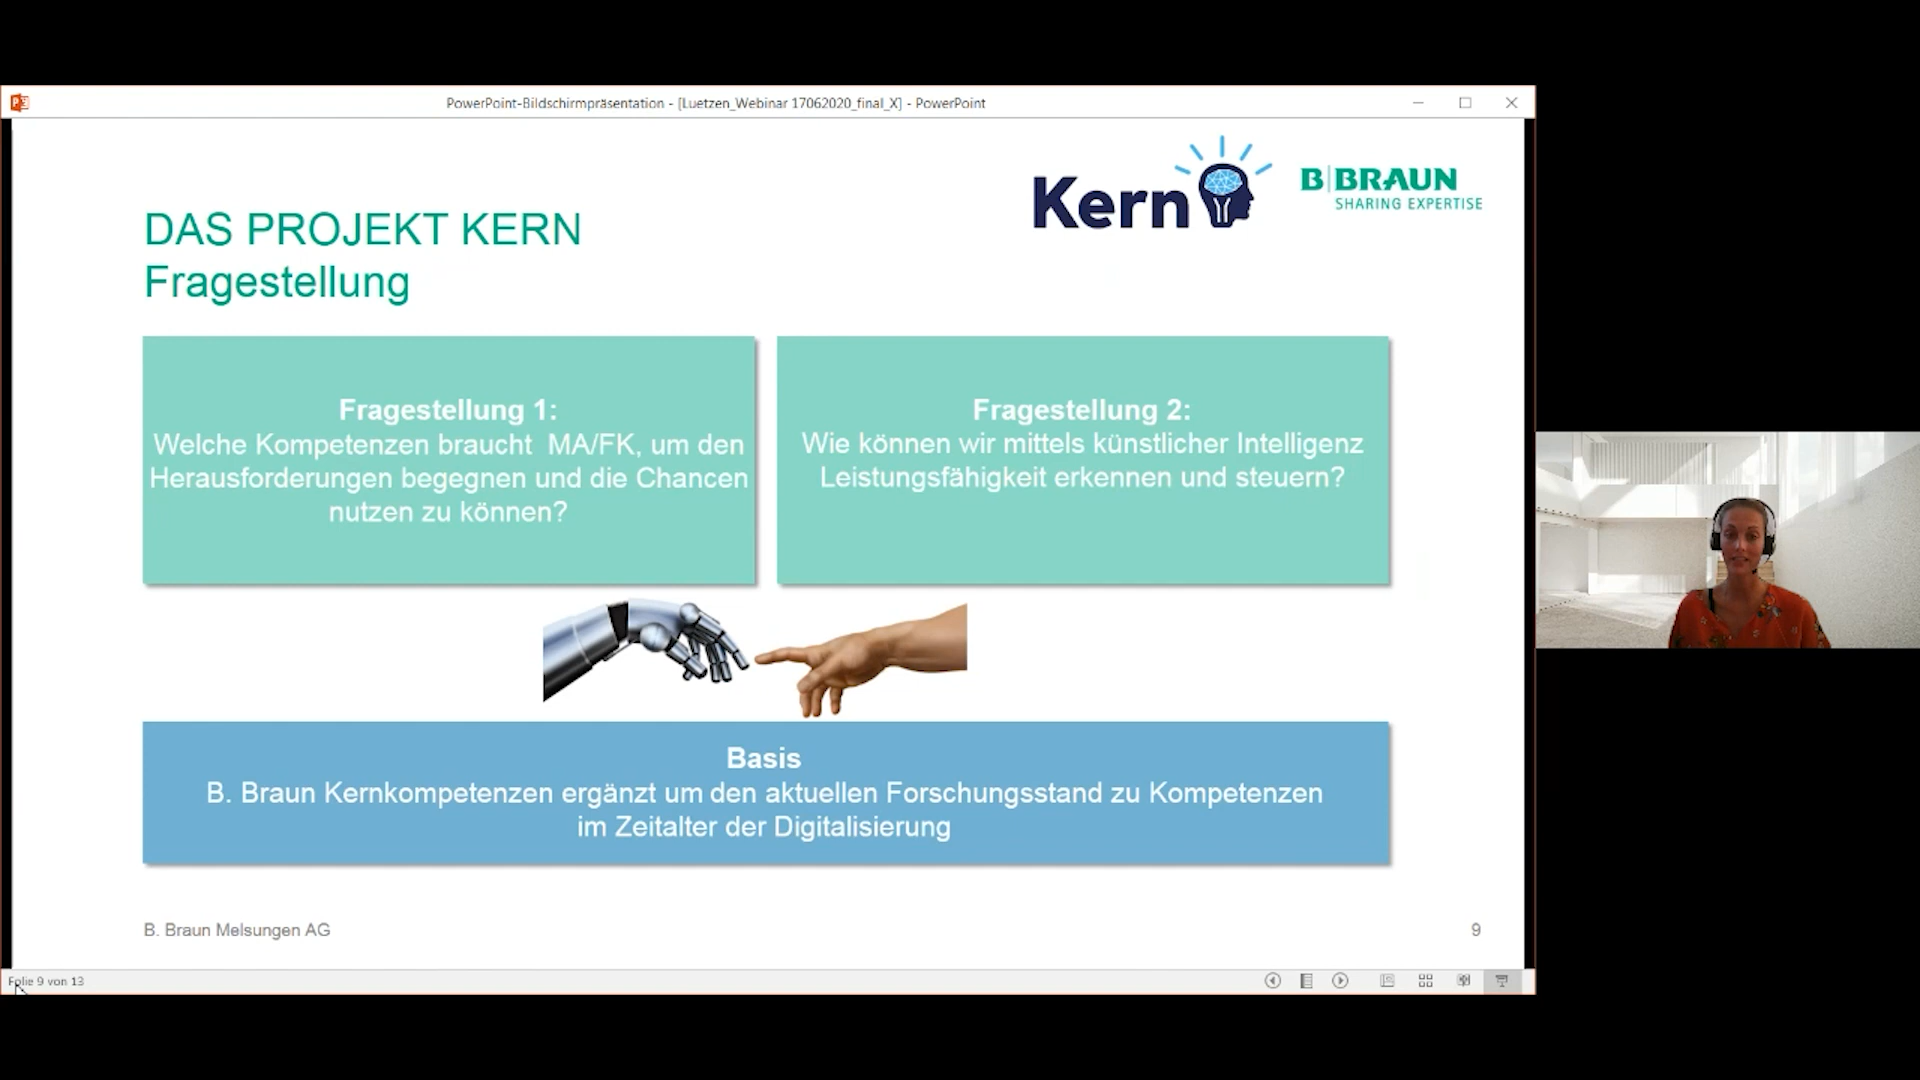 PowerPoint-Bildschirmpräsentation - [Luetzen_Webinar 17062020_final_X] - PowerPoint
Kern
B|BRAUN
SHARING EXPERTISE
DAS PROJEKT KERN
Fragestellung
Fragestellung 1:
Welche Kompetenzen braucht  MA/FK, um den
Herausforderungen begegnen und die Chancen
nutzen zu können?
Fragestellung 2:
Wie können wir mittels künstlicher Intelligenz
Leistungsfähigkeit erkennen und steuern?
Basis
B. Braun Kernkompetenzen ergänzt um den aktuellen Forschungsstand zu Kompetenzen
im Zeitalter der Digitalisierung
B. Braun Melsungen AG
9
Folie 9 von 13